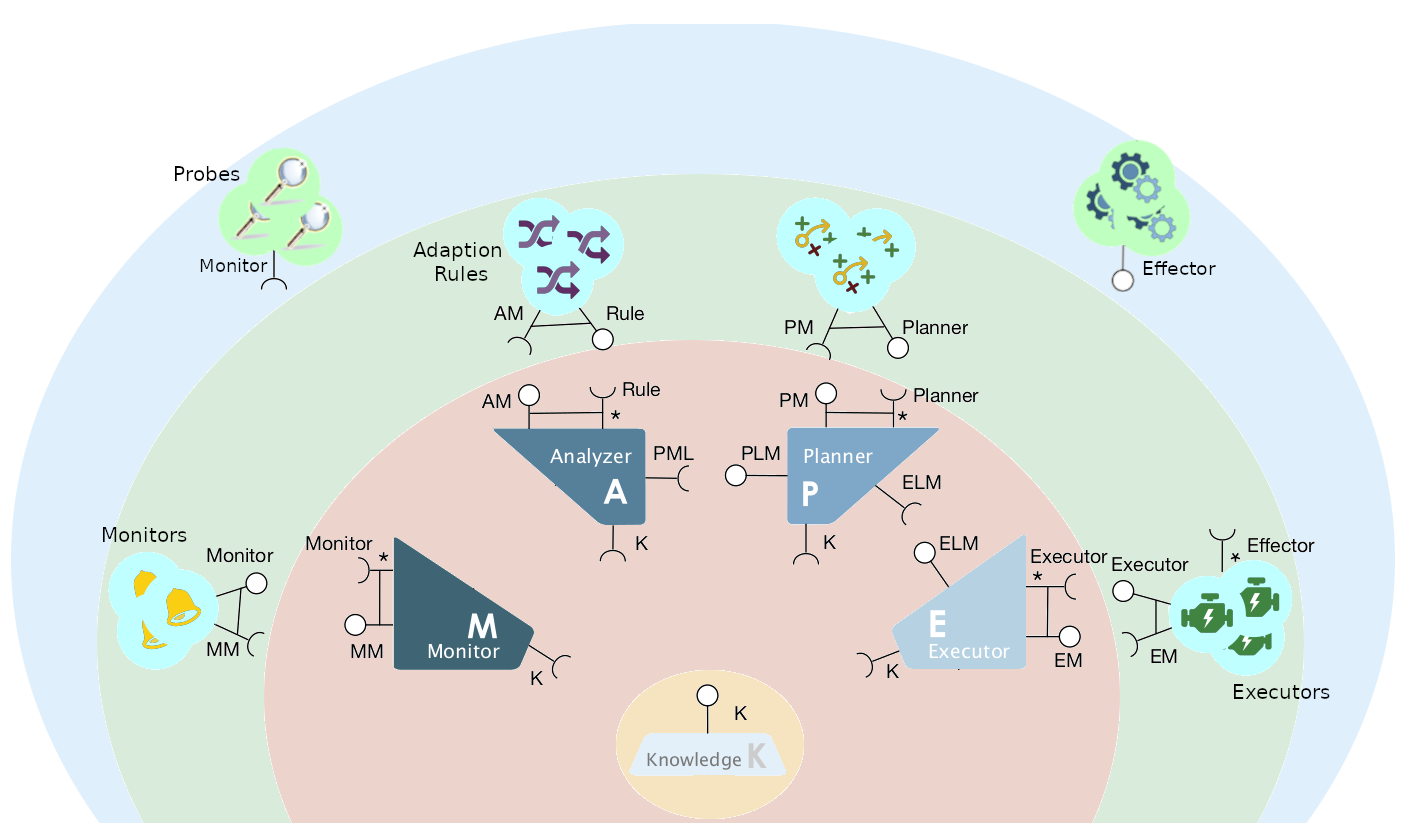 Probes
Monitor
Effector
Adaption
Rules
AM
Rule
PM
Planner
AM
Rule
*
PM
Planner
*
Analyzer
A
PML
K
PLM
Planner
P
ELM
K
Monitors
Monitor
MM
Monitor
*
MM
M
Monitor
K
ELM
Executor
*
E
Executor
K
EM
Executor
EM
Effector
*
Executors
K
Knowledge K